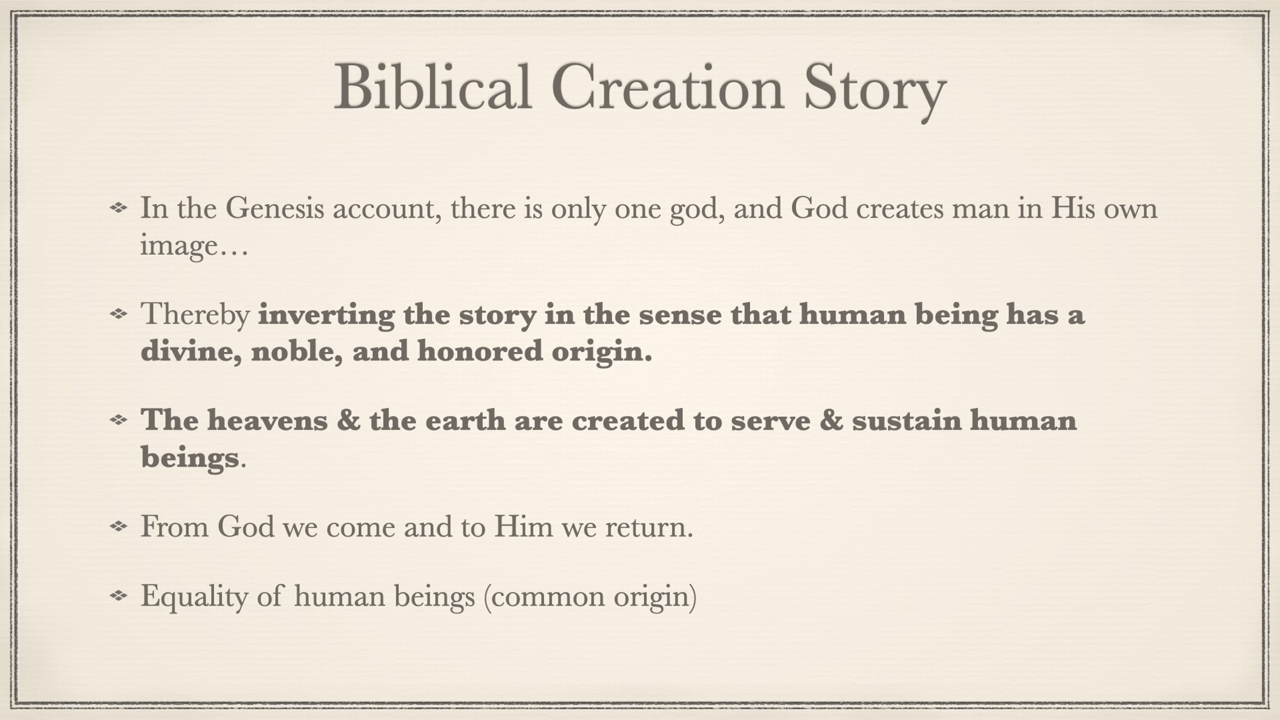 Biblical Creation Story
❖ In the Genesis account, there is only one god, and God creates man in His own
image…
❖ Thereby inverting the story in the sense that human being has a
divine, noble, and honored origin.
❖ The heavens & the earth are created to serve & sustain human
beings.
❖ From God we come and to Him we return.
❖ Equality of human beings (common origin)